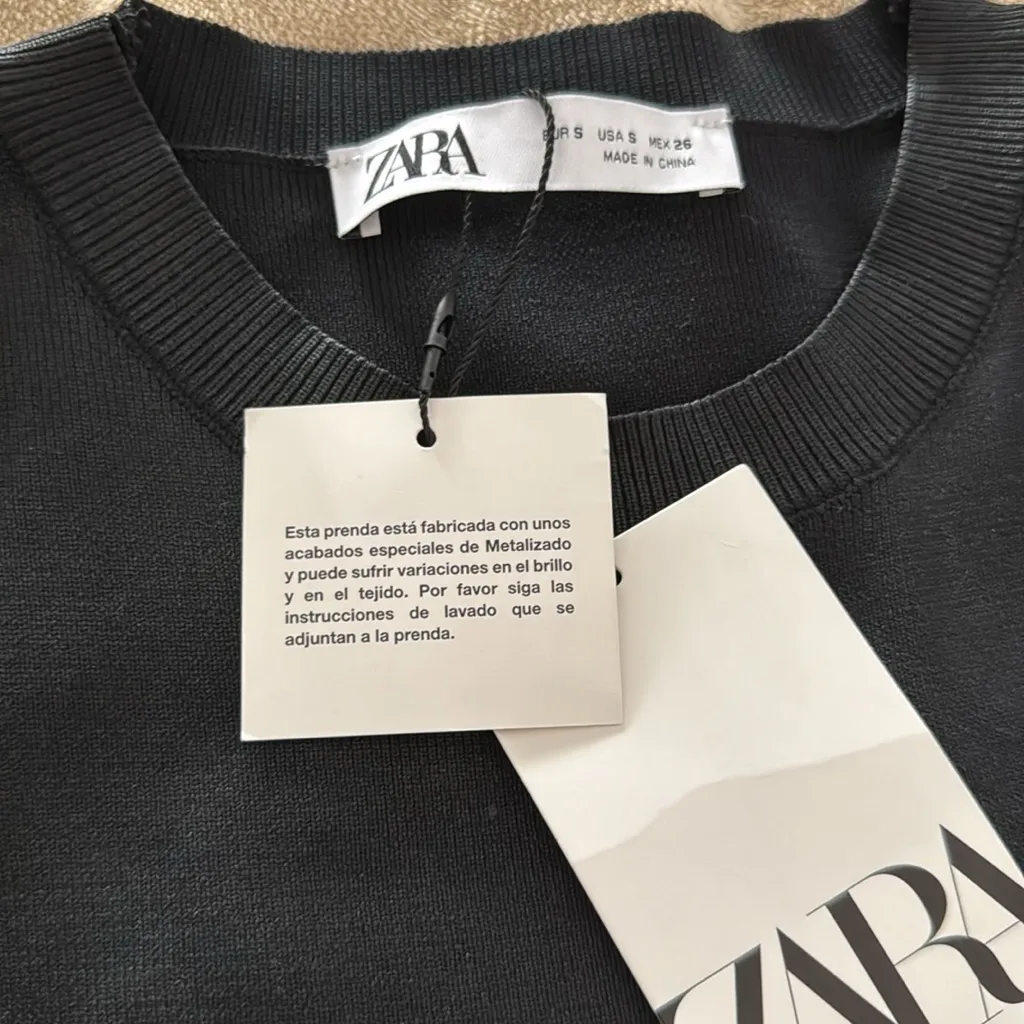 ZARA
EUR S USA S MEX 26
MADE IN CHINA
Esta prenda está fabricada con unos
acabados especiales de Metalizado
y puede sufrir variaciones en el brillo
y en el tejido. Por favor siga las
instrucciones de lavado que se
adjuntan a la prenda.
ZARA